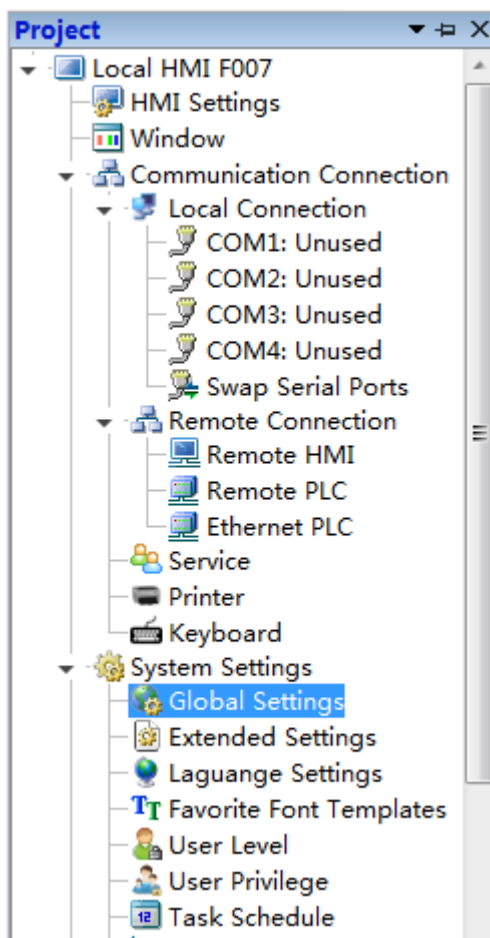 Project
Local HMI F007
HMI Settings
Window
Communication Connection
Local Connection
COM1: Unused
COM2: Unused
COM3: Unused
COM4: Unused
Swap Serial Ports
Remote Connection
Remote HMI
Remote PLC
Ethernet PLC
Service
Printer
Keyboard
System Settings
Global Settings
Extended Settings
Laguange Settings
TT Favorite Font Templates
User Level
User Privilege
12 Task Schedule